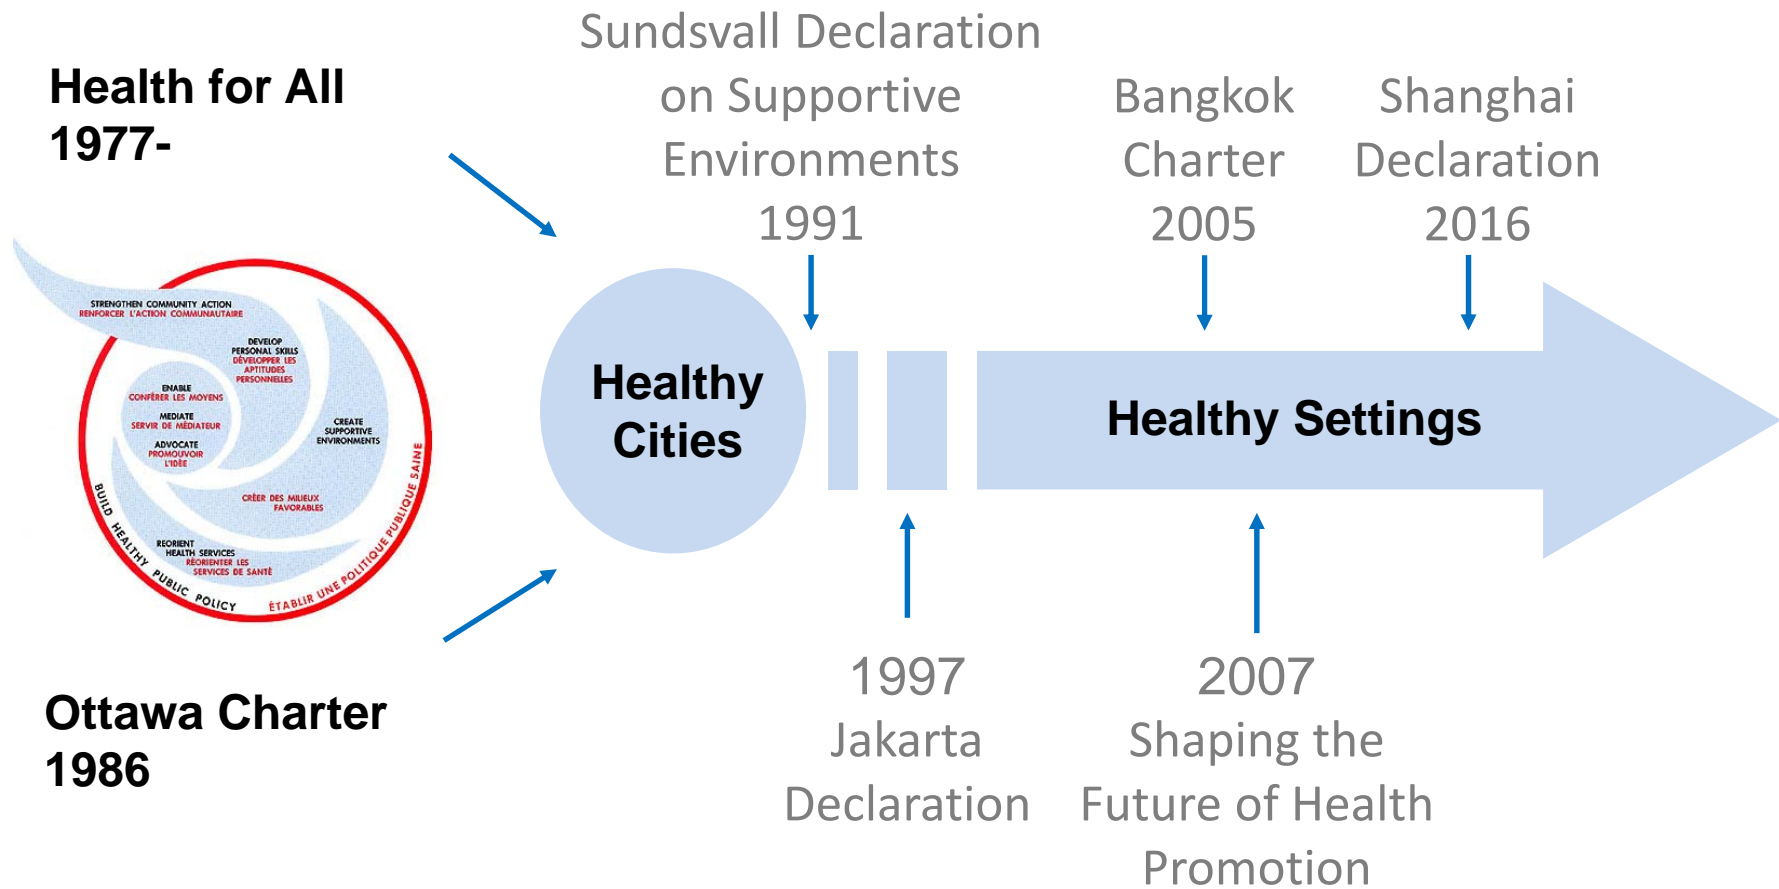 Health for All
1977-
Sundsvall Declaration
on Supportive
Environments
1991
Bangkok
Charter
2005
Shanghai
Declaration
2016
STRENGTHEN COMMUNITY ACTION
RENFORCER L'ACTION COMMUNAUTAIRE
DEVELOP
PERSONAL SKILLS
DÉVELOPPER LES
APTITUDES
PERSONNELLES
ENABLE
CONFÉRER LES MOYENS
MEDIATE
SERVIR DE MÉDIATEUR
ADVOCATE
PROMOUVOIR
L'IDÉE
CREATE
SUPPORTIVE
ENVIRONMENTS
CRÉER DES MILIEUX
FAVORABLES
REORIENT
HEALTH SERVICES
RÉORIENTER LES
SERVICES DE SANTÉ
BUILD HEALTHY PUBLIC POLICY
ÉTABLIR UNE POLITIQUE PUBLIQUE SAINE
Healthy
Cities
Healthy Settings
Ottawa Charter
1986
1997
Jakarta
Declaration
2007
Shaping the
Future of Health
Promotion